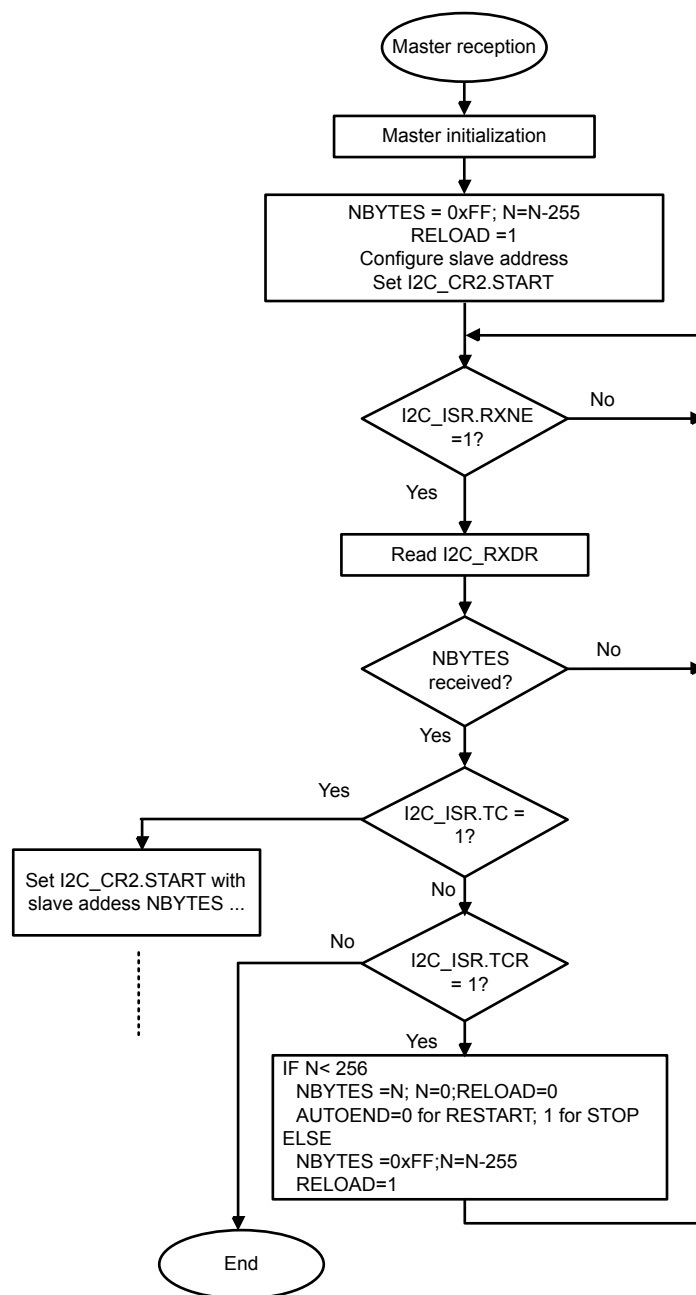 Master reception
Master initialization
NBYTES = 0xFF; N=N-255
RELOAD =1
Configure slave address
Set I2C_CR2.START
I2C_ISR.RXNE
=1?
No
Yes
Read I2C_RXDR
NBYTES
received?
No
Yes
I2C_ISR.TC =
1?
Yes
Set I2C_CR2.START with
slave addess NBYTES ...
No
I2C_ISR.TCR
= 1?
No
Yes
IF N< 256
NBYTES =N; N=0;RELOAD=0
AUTOEND=0 for RESTART; 1 for STOP
ELSE
NBYTES =0xFF;N=N-255
RELOAD=1
End